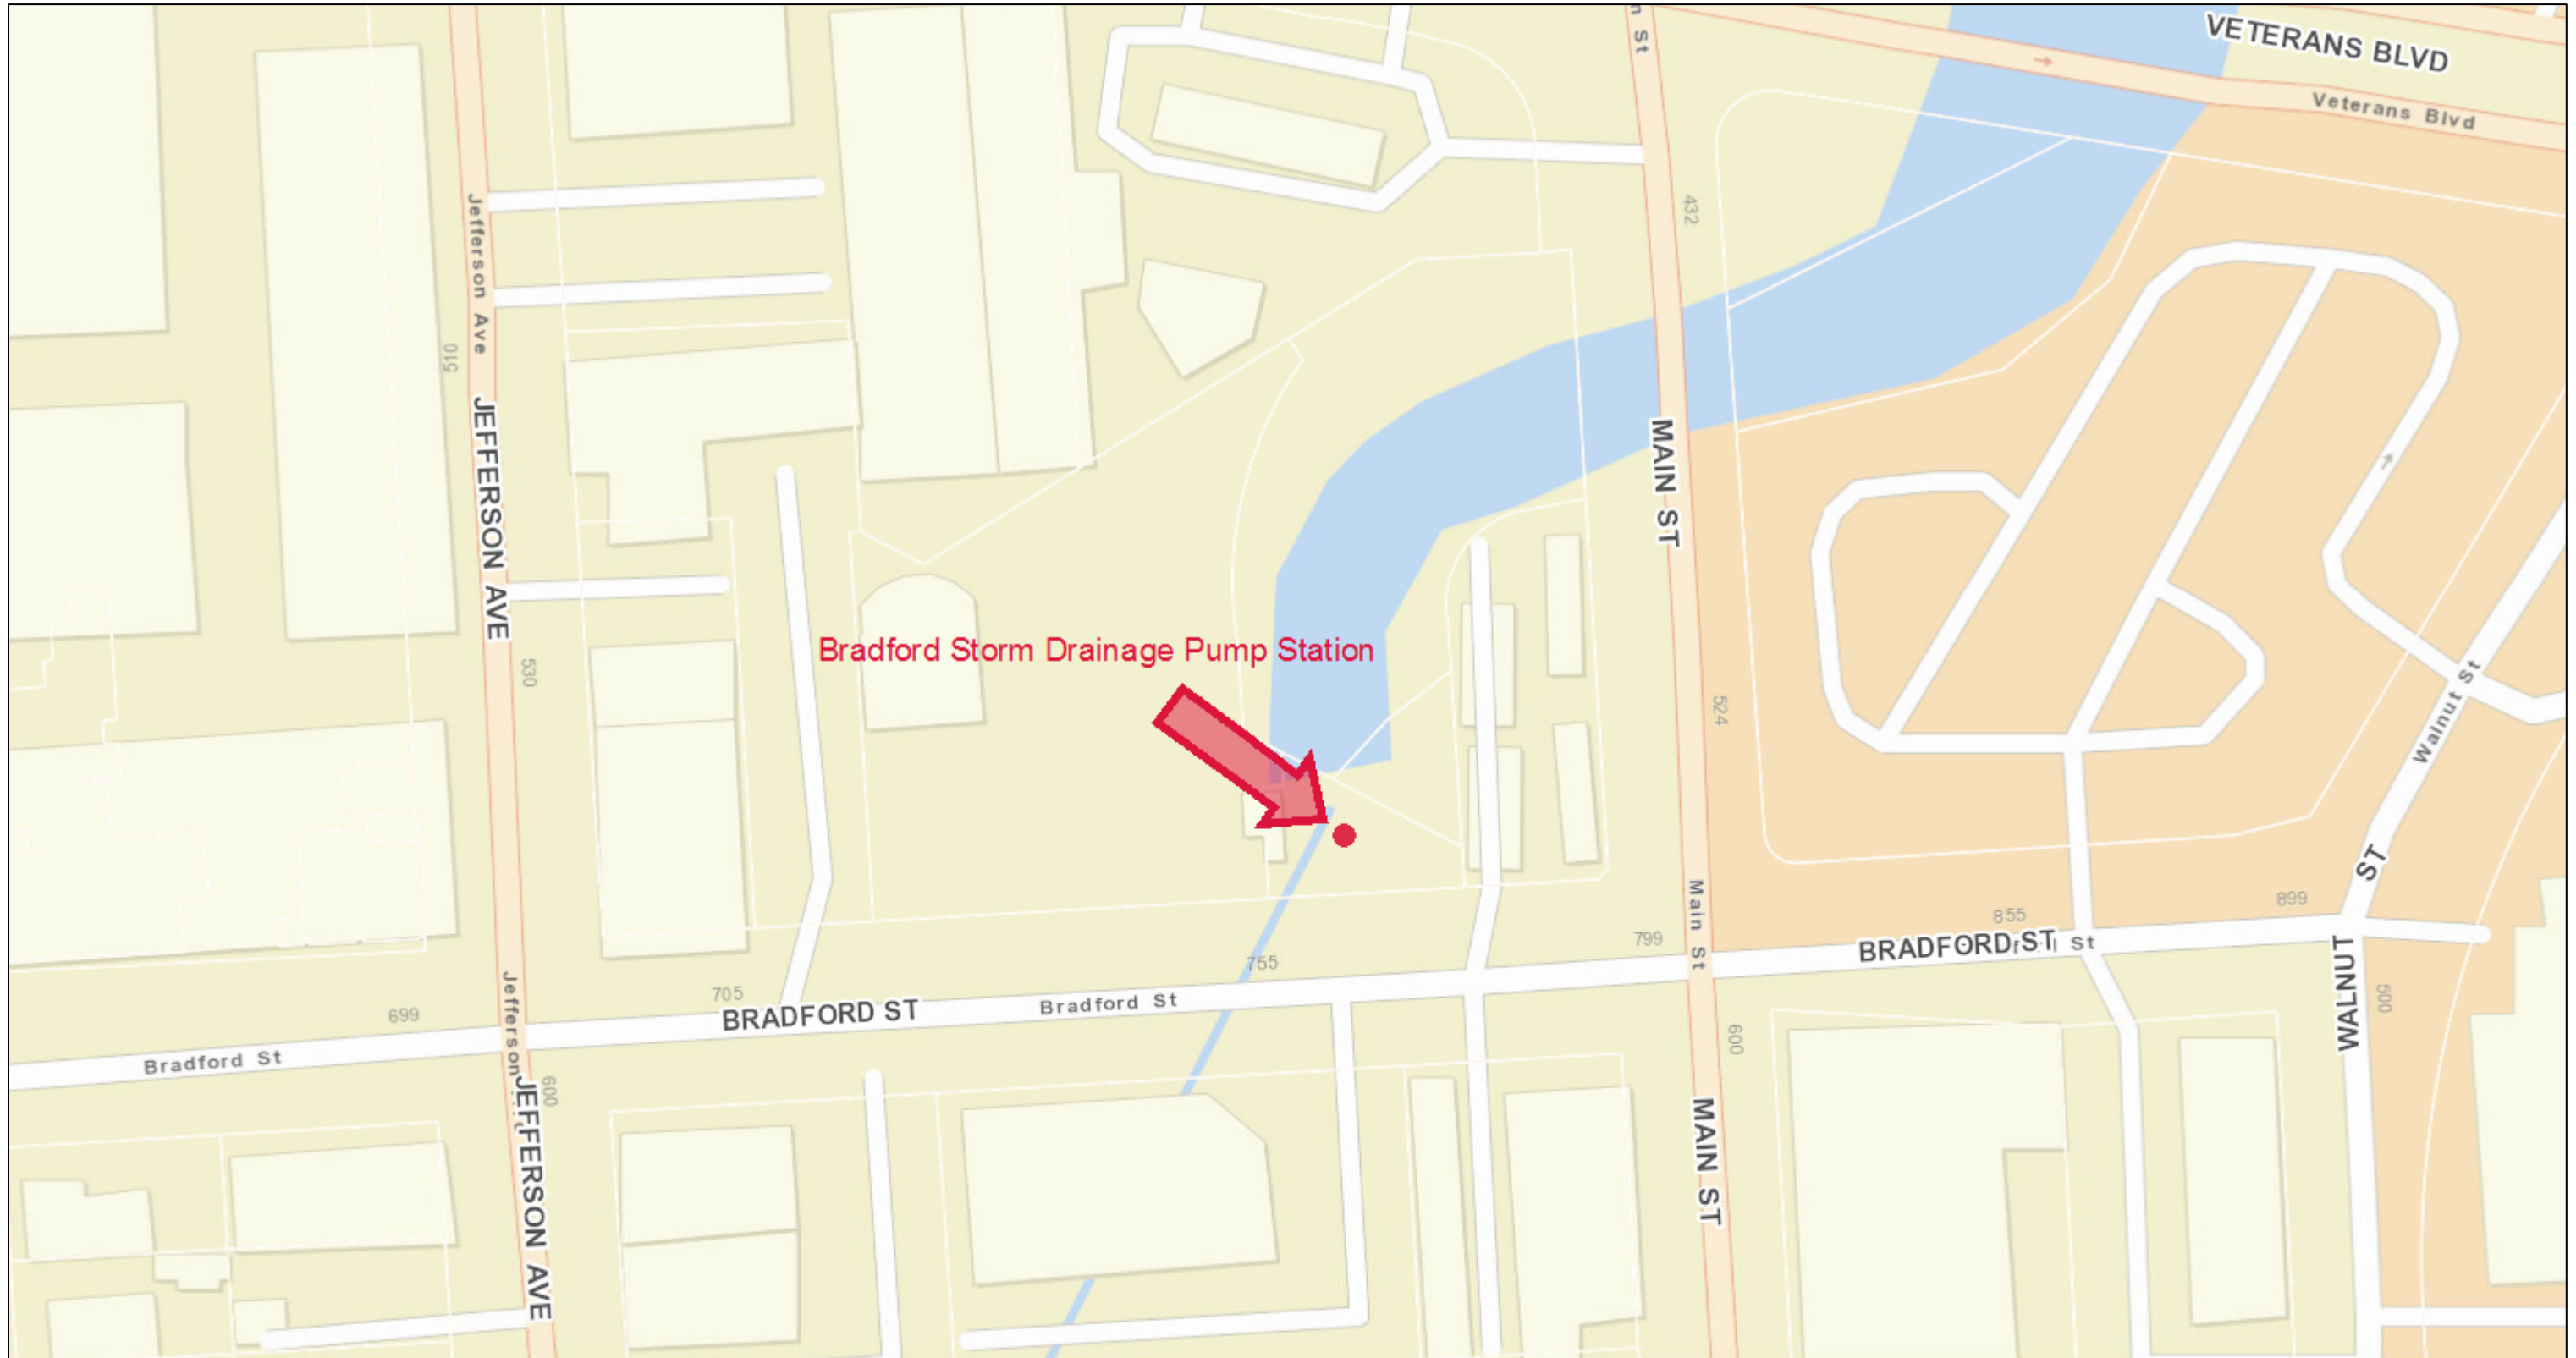 VETERANS BLVD
n St
Veterans Blvd
Jefferson Ave
432
510
JEFFERSON AVE
MAIN ST
530
Bradford Storm Drainage Pump Station
524
Walnut St
ST
899
855
Main St
799
BRADFORD ST
St
755
705
Bradford St
BRADFORD ST
699
Bradford St
WALNUT
500
Jefferson
600
600
JEFFERSON AVE
MAIN ST